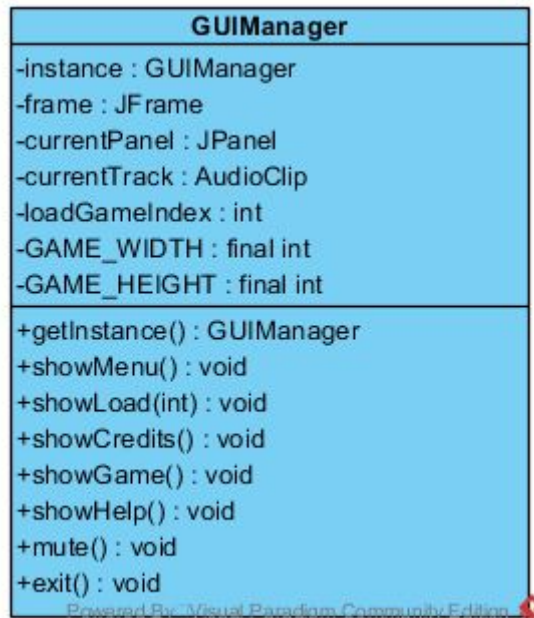 GUIManager
-instance : GUIManager
-frame : JFrame
-currentPanel : JPanel
-currentTrack : AudioClip
-loadGameIndex : int
-GAME_WIDTH : final int
-GAME_HEIGHT : final int
+getInstance() : GUIManager
+showMenu() : void
+showLoad(int) : void
+showCredits() : void
+showGame() : void
+showHelp() : void
+mute() : void
+exit() : void
Powered By Visual Paradigm Community Edition